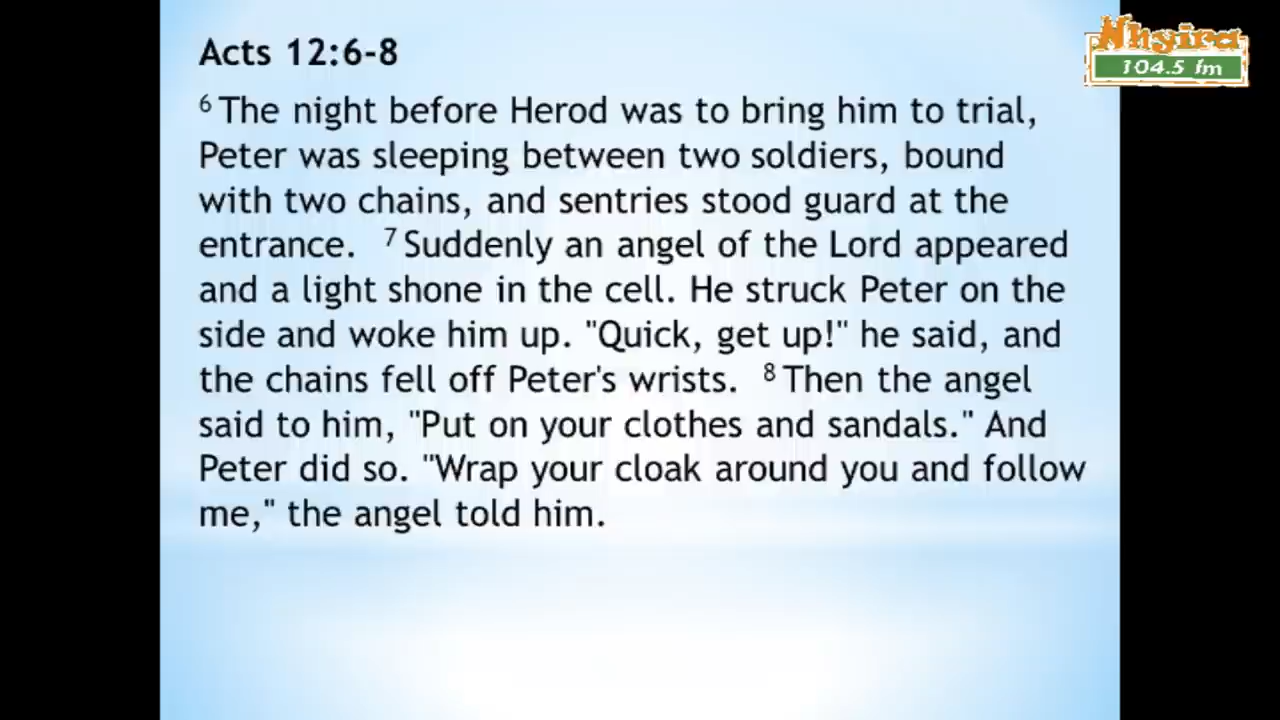 Acts 12:6-8
Nhyira
104.5 fm
6 The night before Herod was to bring him to trial,
Peter was sleeping between two soldiers, bound
with two chains, and sentries stood guard at the
entrance. 7 Suddenly an angel of the Lord appeared
and a light shone in the cell. He struck Peter on the
side and woke him up. "Quick, get up!" he said, and
the chains fell off Peter's wrists. 8 Then the angel
said to him, "Put on your clothes and sandals." And
Peter did so. "Wrap your cloak around you and follow
me," the angel told him.